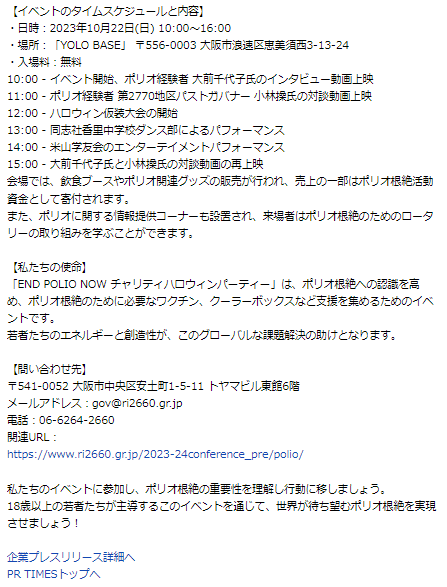 【イベントのタイムスケジュールと内容】
・日時：2023年10月22日(日) 10:00～16:00
・場所：「YOLO BASE」 〒556-0003 大阪市浪速区恵美須西3-13-24
・入場料：無料
10:00 - イベント開始、ポリオ経験者 大前千代子氏のインタビュー動画上映
11:00 - ポリオ経験者 第2770地区パストガバナー 小林操氏の対談動画上映
12:00 - ハロウィン仮装大会の開始
13:00 - 同志社香里中学校ダンス部によるパフォーマンス
14:00 - 米山学友会のエンターテイメントパフォーマンス
15:00 - 大前千代子氏と小林操氏の対談動画の再上映
会場では、飲食ブースやポリオ関連グッズの販売が行われ、売上の一部はポリオ根絶活動
資金として寄付されます。
また、ポリオに関する情報提供コーナーも設置され、来場者はポリオ根絶のためのロータ
リーの取り組みを学ぶことができます。
【私たちの使命】
「END POLIO NOW チャリティハロウィンパーティー」は、ポリオ根絶への認識を高
め、ポリオ根絶のために必要なワクチン、クーラーボックスなど支援を集めるためのイベ
ントです。
若者たちのエネルギーと創造性が、このグローバルな課題解決の助けとなります。
【問い合わせ先】
〒541-0052 大阪市中央区安土町1-5-11 トヤマビル東館6階
メールアドレス：gov@ri2660.gr.jp
電話：06-6264-2660
関連URL：
https://www.ri2660.gr.jp/2023-24conference_pre/polio/
私たちのイベントに参加し、ポリオ根絶の重要性を理解し行動に移しましょう。
18歳以上の若者たちが主導するこのイベントを通じて、世界が待ち望むポリオ根絶を実現
させましょう！
企業プレスリリース詳細へ
PR TIMESトップへ